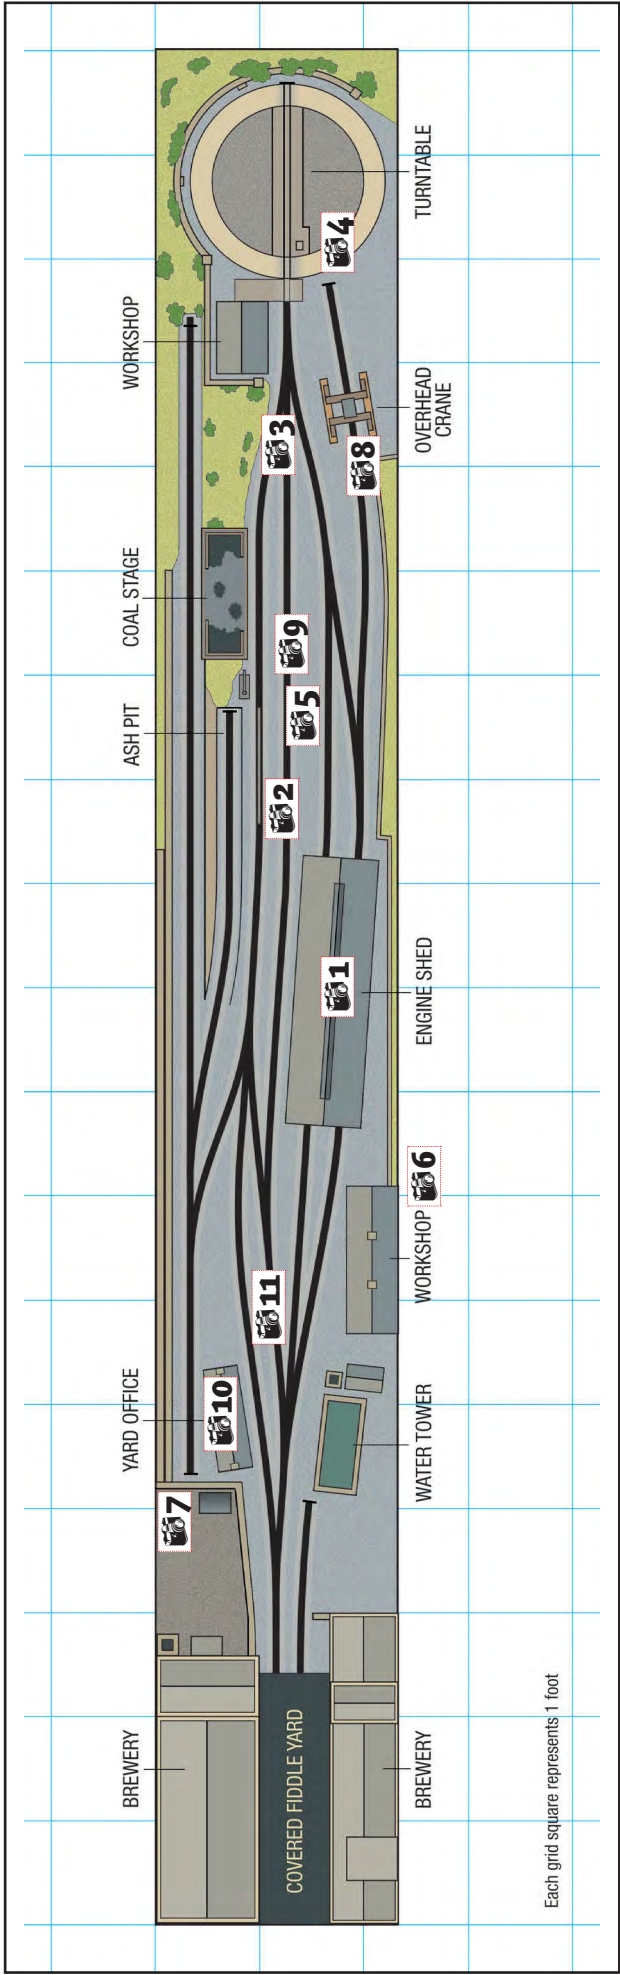 BREWERY
YARD OFFICE
ASH PIT
COAL STAGE
WORKSHOP
7
10
11
2
5
9
3
4
1
8
6
COVERED FIDDLE YARD
BREWERY
WATER TOWER
WORKSHOP
ENGINE SHED
OVERHEAD
CRANE
TURNTABLE
Each grid square represents 1 foot